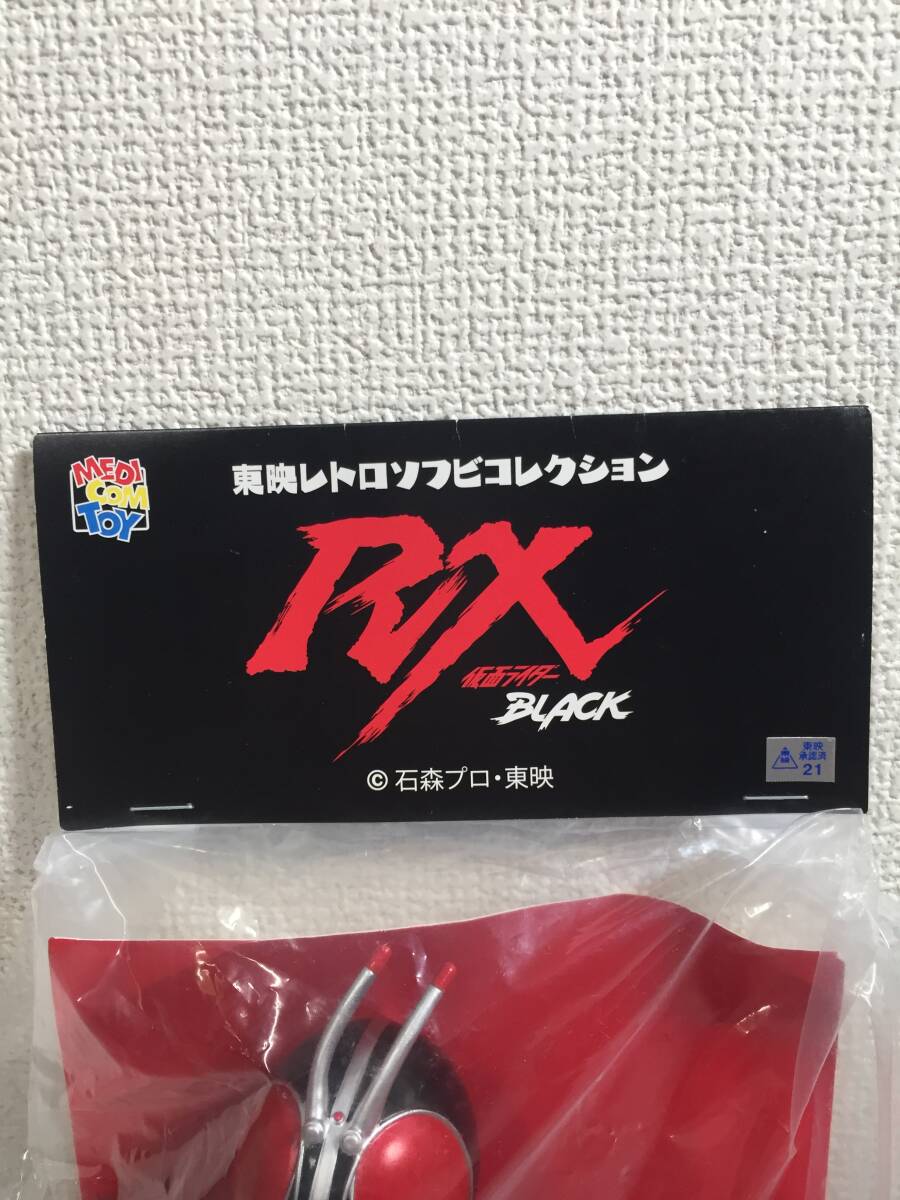 MEDI
COM
TOY
東映レトロソフビコレクション
RX
仮面ライダー
BLACK
©石森プロ・東映
東映
承認済
21